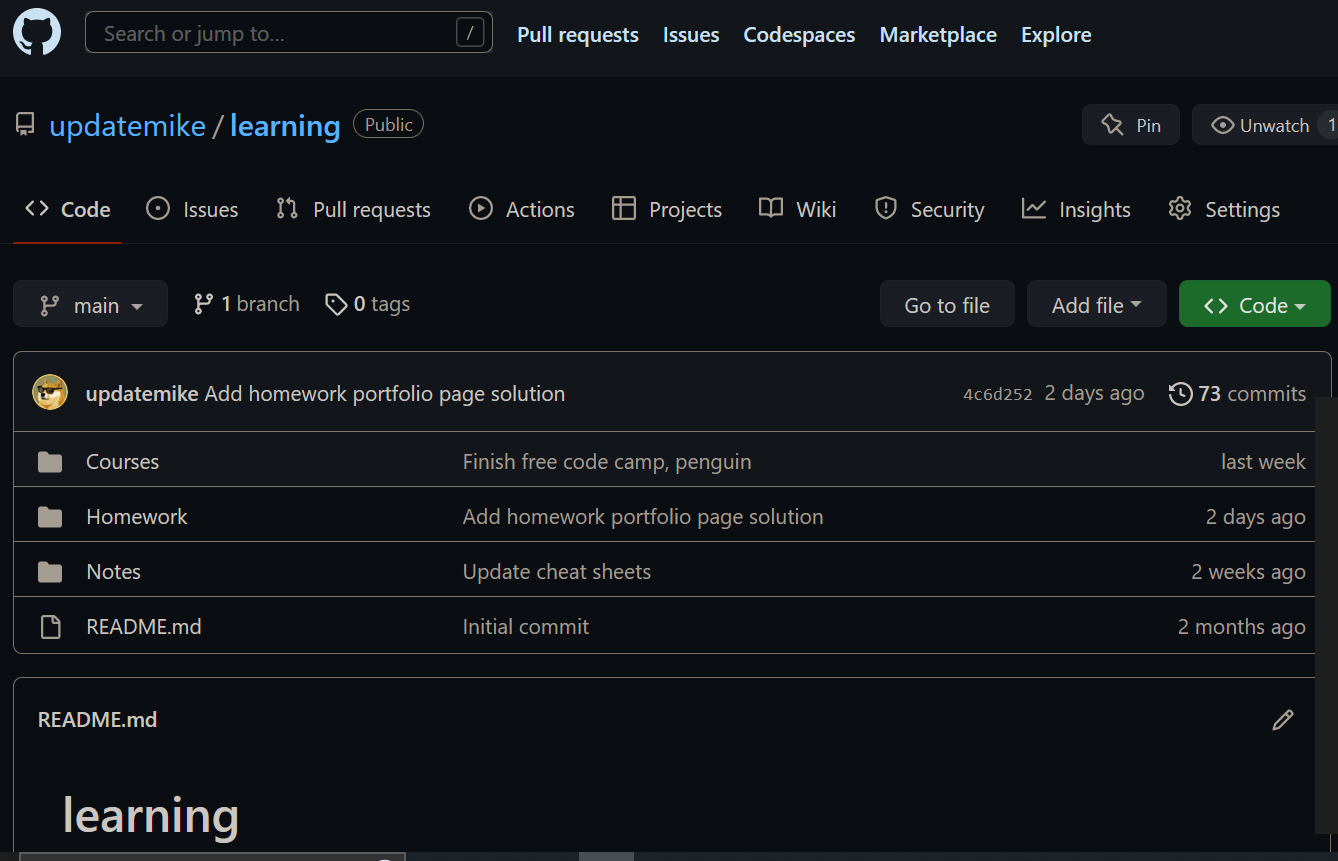 Search or jump to... / Pull requests Issues Codespaces Marketplace Explore
updatemike / learning Public Pin Unwatch 1
Code Issues Pull requests Actions Projects Wiki Security Insights Settings
main 1 branch 0 tags Go to file Add file Code
updatemike Add homework portfolio page solution 4c6d252 2 days ago 73 commits
Courses Finish free code camp, penguin last week
Homework Add homework portfolio page solution 2 days ago
Notes Update cheat sheets 2 weeks ago
README.md Initial commit 2 months ago
README.md
learning